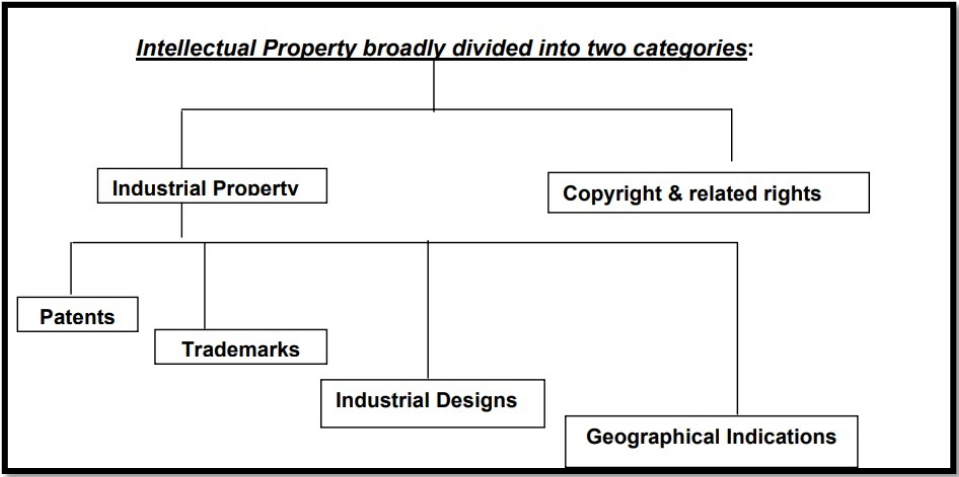 Intellectual Property broadly divided into two categories:
Industrial Property
Copyright & related rights
Patents
Trademarks
Industrial Designs
Geographical Indications